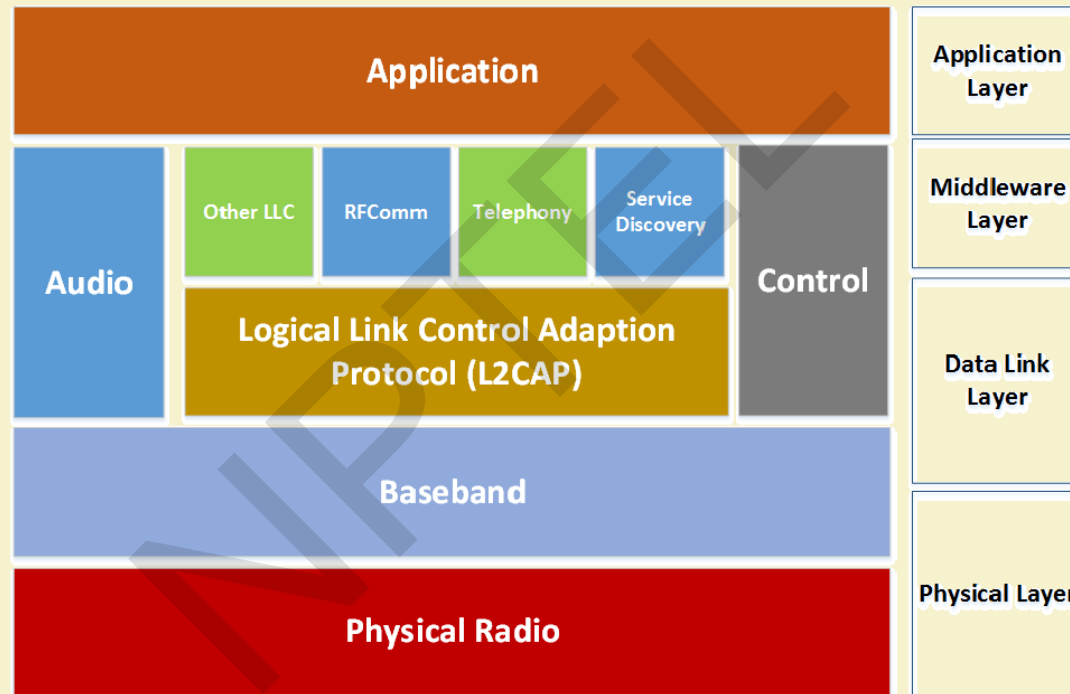 Application
Application
Layer
Other LLC
RFComm
Telephony
Service
Discovery
Middleware
Layer
Audio
Control
Logical Link Control Adaption
Protocol (L2CAP)
Data Link
Layer
Baseband
Physical Radio
Physical Layer
NPTEL